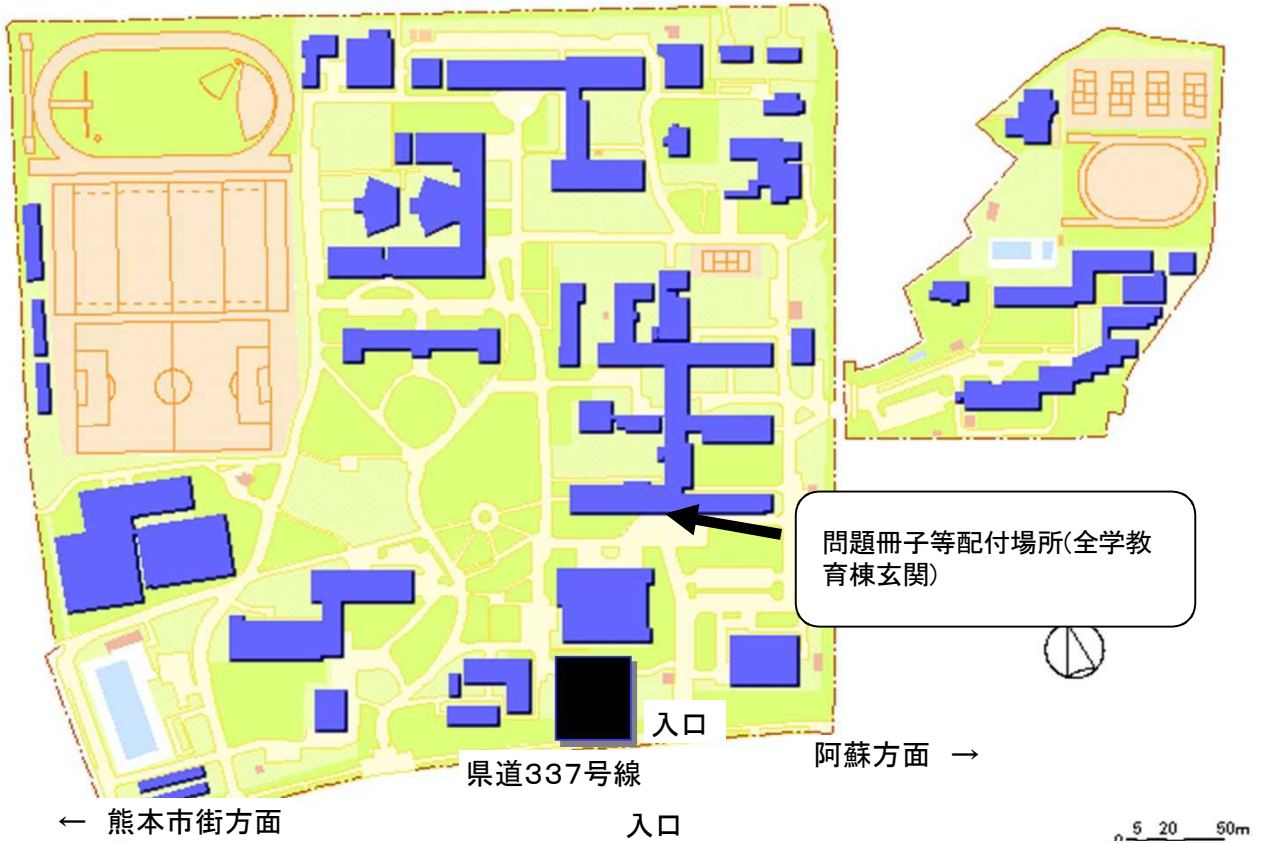 問題冊子等配付場所(全学教
育棟玄関)
入口
阿蘇方面 →
県道337号線
← 熊本市街方面
入口
0 5 20 50m